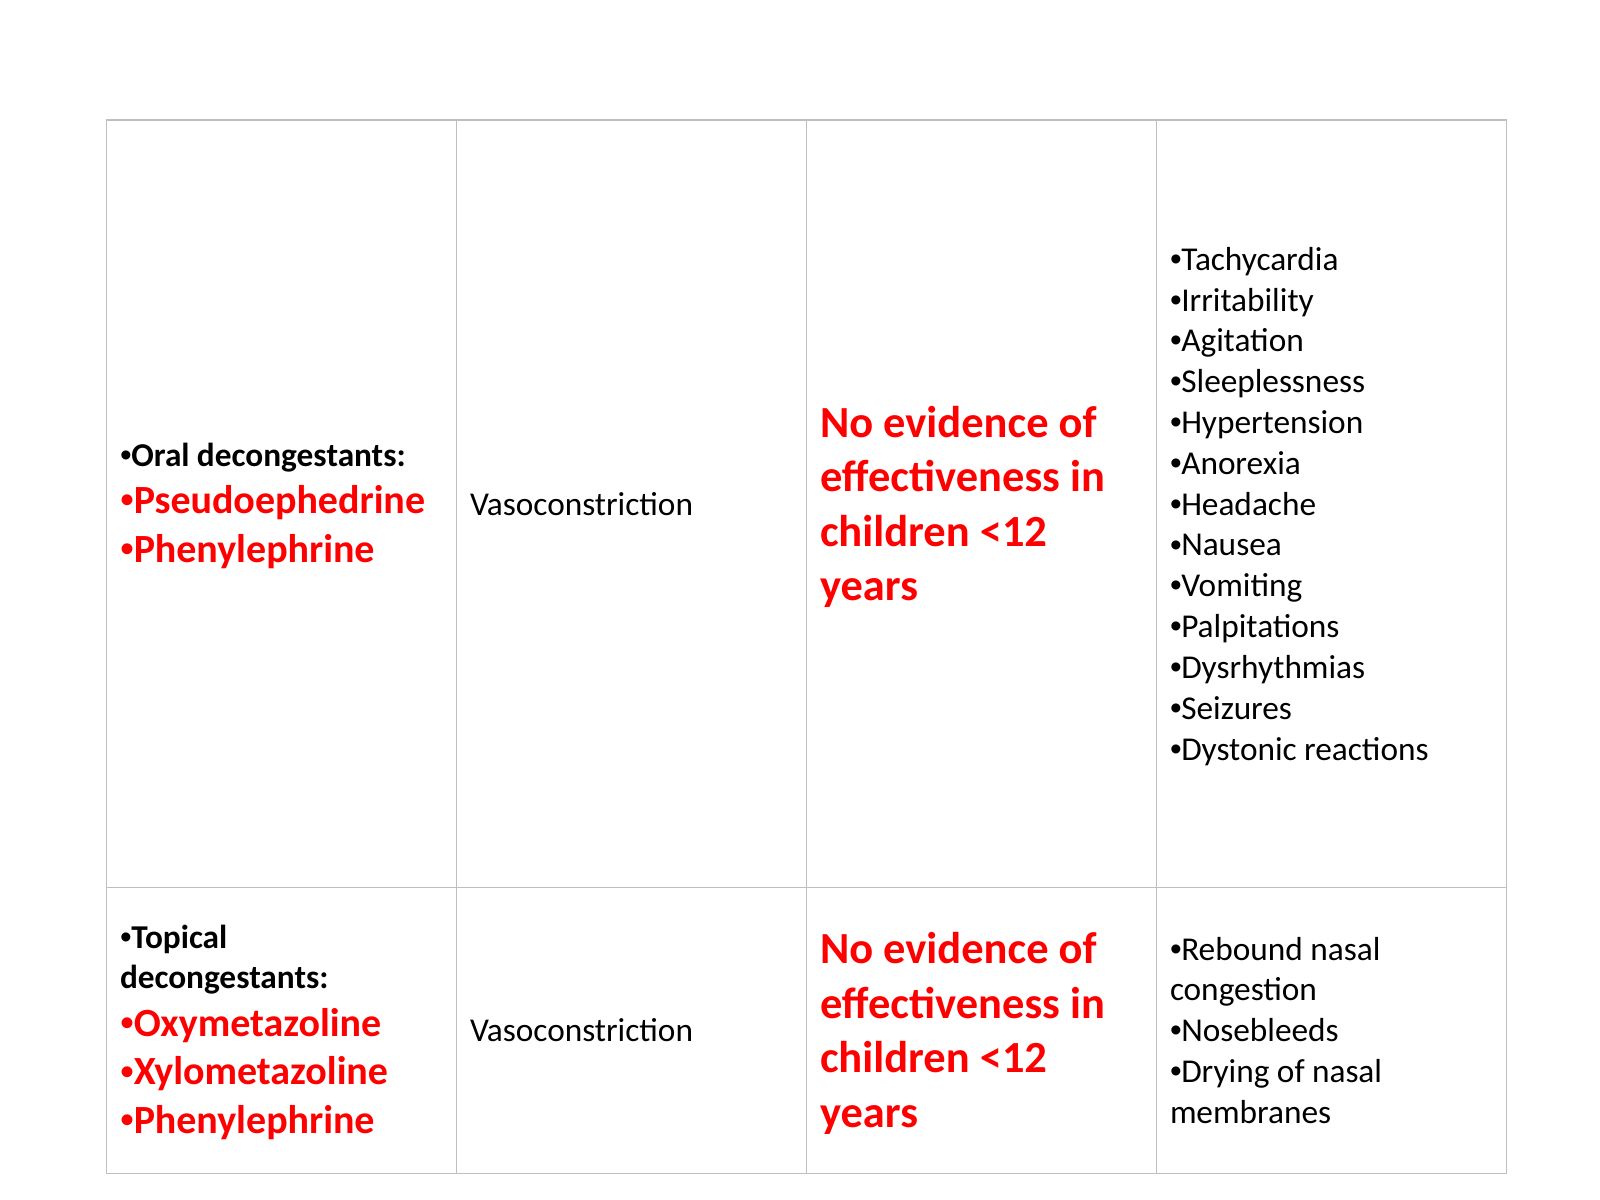 •Oral decongestants:
•Pseudoephedrine
•Phenylephrine
Vasoconstriction
No evidence of
effectiveness in
children <12
years
•Tachycardia
•Irritability
•Agitation
•Sleeplessness
•Hypertension
•Anorexia
•Headache
•Nausea
•Vomiting
•Palpitations
•Dysrhythmias
•Seizures
•Dystonic reactions
•Topical
decongestants:
•Oxymetazoline
•Xylometazoline
•Phenylephrine
Vasoconstriction
No evidence of
effectiveness in
children <12
years
•Rebound nasal
congestion
•Nosebleeds
•Drying of nasal
membranes